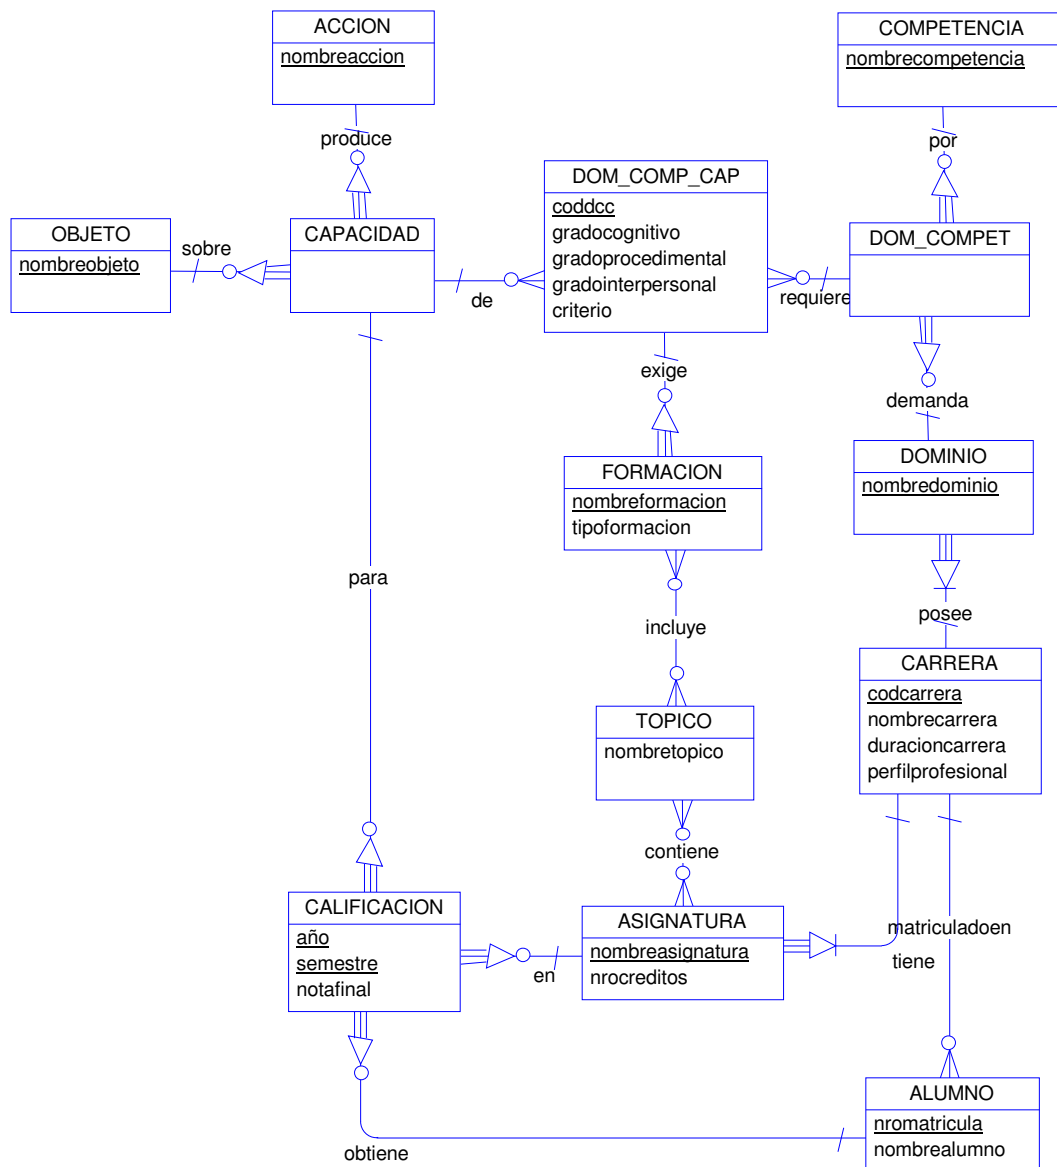 ACCION
nombreaccion
COMPETENCIA
nombrecompetencia
produce
por
OBJETO
nombreobjeto
sobre
CAPACIDAD
de
DOM_COMP_CAP
coddcc
gradocognitivo
gradoprocedimental
gradointerpersonal
criterio
requiere
DOM_COMPET
exige
demanda
FORMACION
nombreformacion
tipoformacion
DOMINIO
nombredominio
para
incluye
posee
CARRERA
codcarrera
nombrecarrera
duracioncarrera
perfilprofesional
TOPICO
nombretopico
contiene
CALIFICACION
año
semestre
notafinal
en
ASIGNATURA
nombreasignatura
nrocreditos
matriculadoen
tiene
ALUMNO
nromatricula
nombrealumno
obtiene